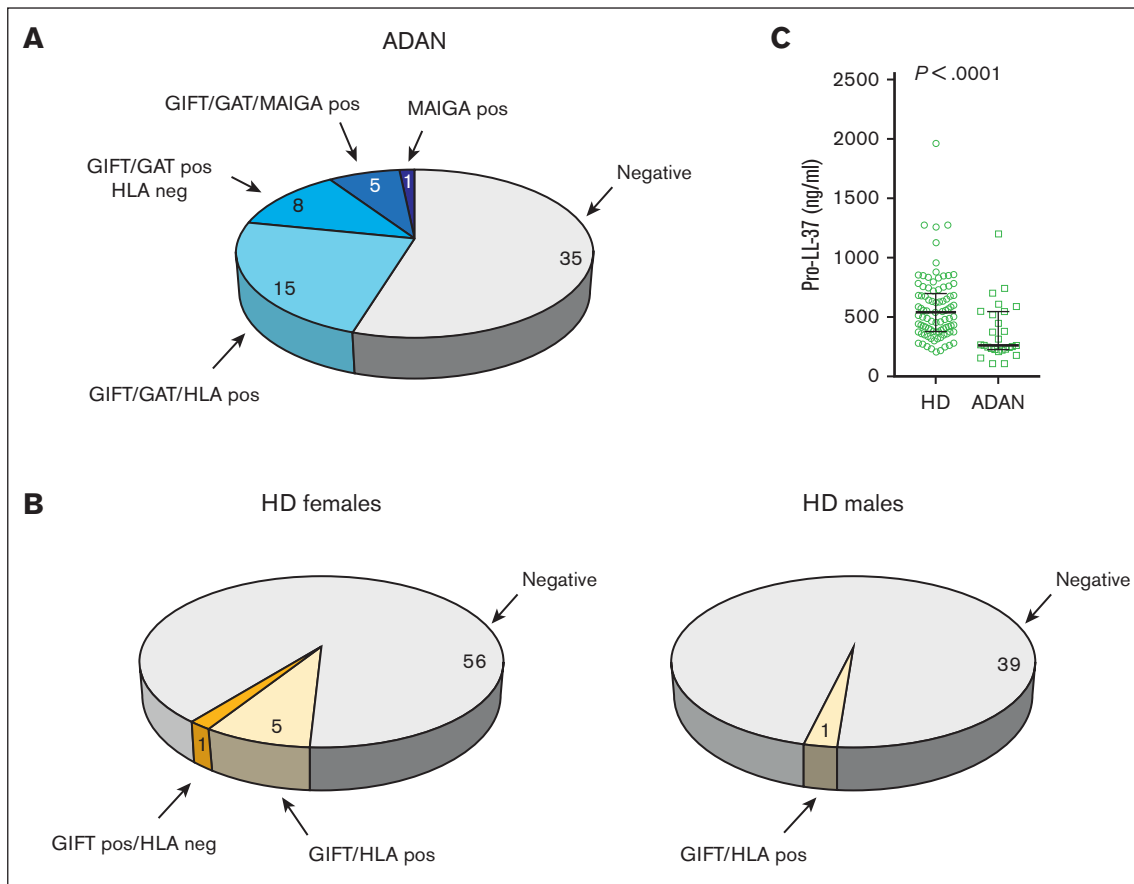 A
ADAN
GIFT/GAT/MAIGA pos
MAIGA pos
GIFT/GAT pos
HLA neg
Negative
1
5
8
35
15
GIFT/GAT/HLA pos
C
P < .0001
Pro-LL-37 (ng/ml)
2500
2000
1500
1000
500
0
HD
ADAN
B
HD females
Negative
56
5
1
GIFT pos/HLA neg
GIFT/HLA pos
HD males
Negative
39
1
GIFT/HLA pos